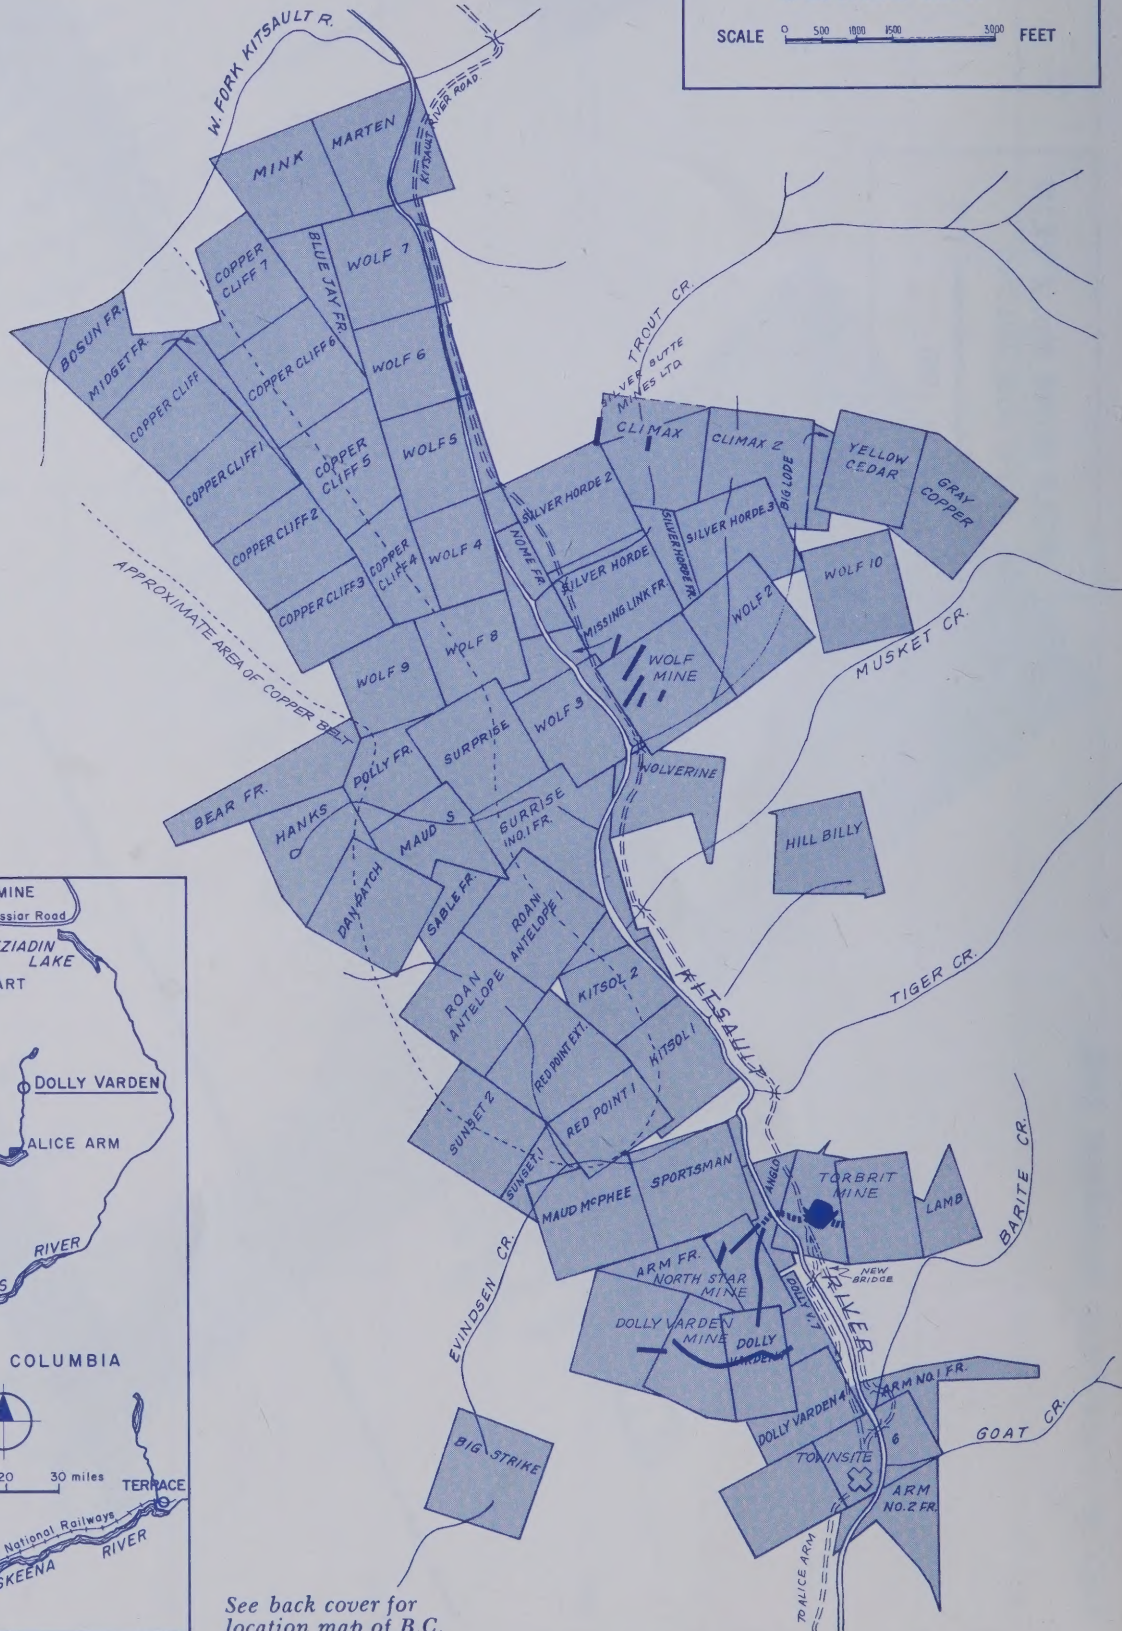 SCALE 0 500 1000 1500 3000 FEET
W. FORK KITSAULT R.
KITSAULT RIVER ROAD
MINK
MARTEN
COPPER
CLIFF 7
BLUE JAY FR.
WOLF 7
BOSUN FR.
MIDGET FR.
COPPER CLIFF
COPPER CLIFF 6
WOLF 6
COPPER CLIFF 1
COPPER
CLIFF 5
WOLF 5
COPPER CLIFF 2
COPPER
CLIFF 4
WOLF 4
COPPER CLIFF 3
APPROXIMATE AREA OF COPPER BELT
TROUT CR.
SILVER BUTTE
MINES LTD.
CLIMAX
CLIMAX 2
BIG LODE
YELLOW
CEDAR
GRAY
COPPER
SILVER HORDE 2
NOME FR.
SILVER HORDE
SILVER HORDE FR.
SILVER HORDE 3
MISSING LINK FR.
WOLF 10
WOLF 2
WOLF
MINE
MUSKET CR.
WOLF 9
WOLF 8
WOLF 3
SURPRISE
POLLY FR.
BEAR FR.
HANKS
MAUD S
SURRISE
NO.1 FR.
WOLVERINE
HILL BILLY
DAN PATCH
SABLE FR.
ROAN
ANTELOPE 1
ROAN
ANTELOPE
KITSOL 2
KITSOL 1
KITSAULT
TIGER CR.
RED POINT EXT.
RED POINT 1
SUNSET 2
SUNSET 1
MAUD McPHEE
SPORTSMAN
ANGLO
TORBRIT
MINE
LAMB
BARITE CR.
ARM FR.
NORTH STAR
MINE
NEW
BRIDGE
RIVER
DOLLY V. 7
DOLLY VARDEN
MINE
DOLLY
VARDEN
EVINDSEN CR.
DOLLY VARDEN 4
ARM NO.1 FR.
6
GOAT CR.
TOWNSITE
ARM
NO.2 FR.
BIG STRIKE
TO ALICE ARM
MINE
ssiar Road
ZIADIN
LAKE
ART
DOLLY VARDEN
ALICE ARM
RIVER
S
COLUMBIA
20 30 miles
TERRACE
National Railways
RIVER
SKEENA
See back cover for
location map of B.C.